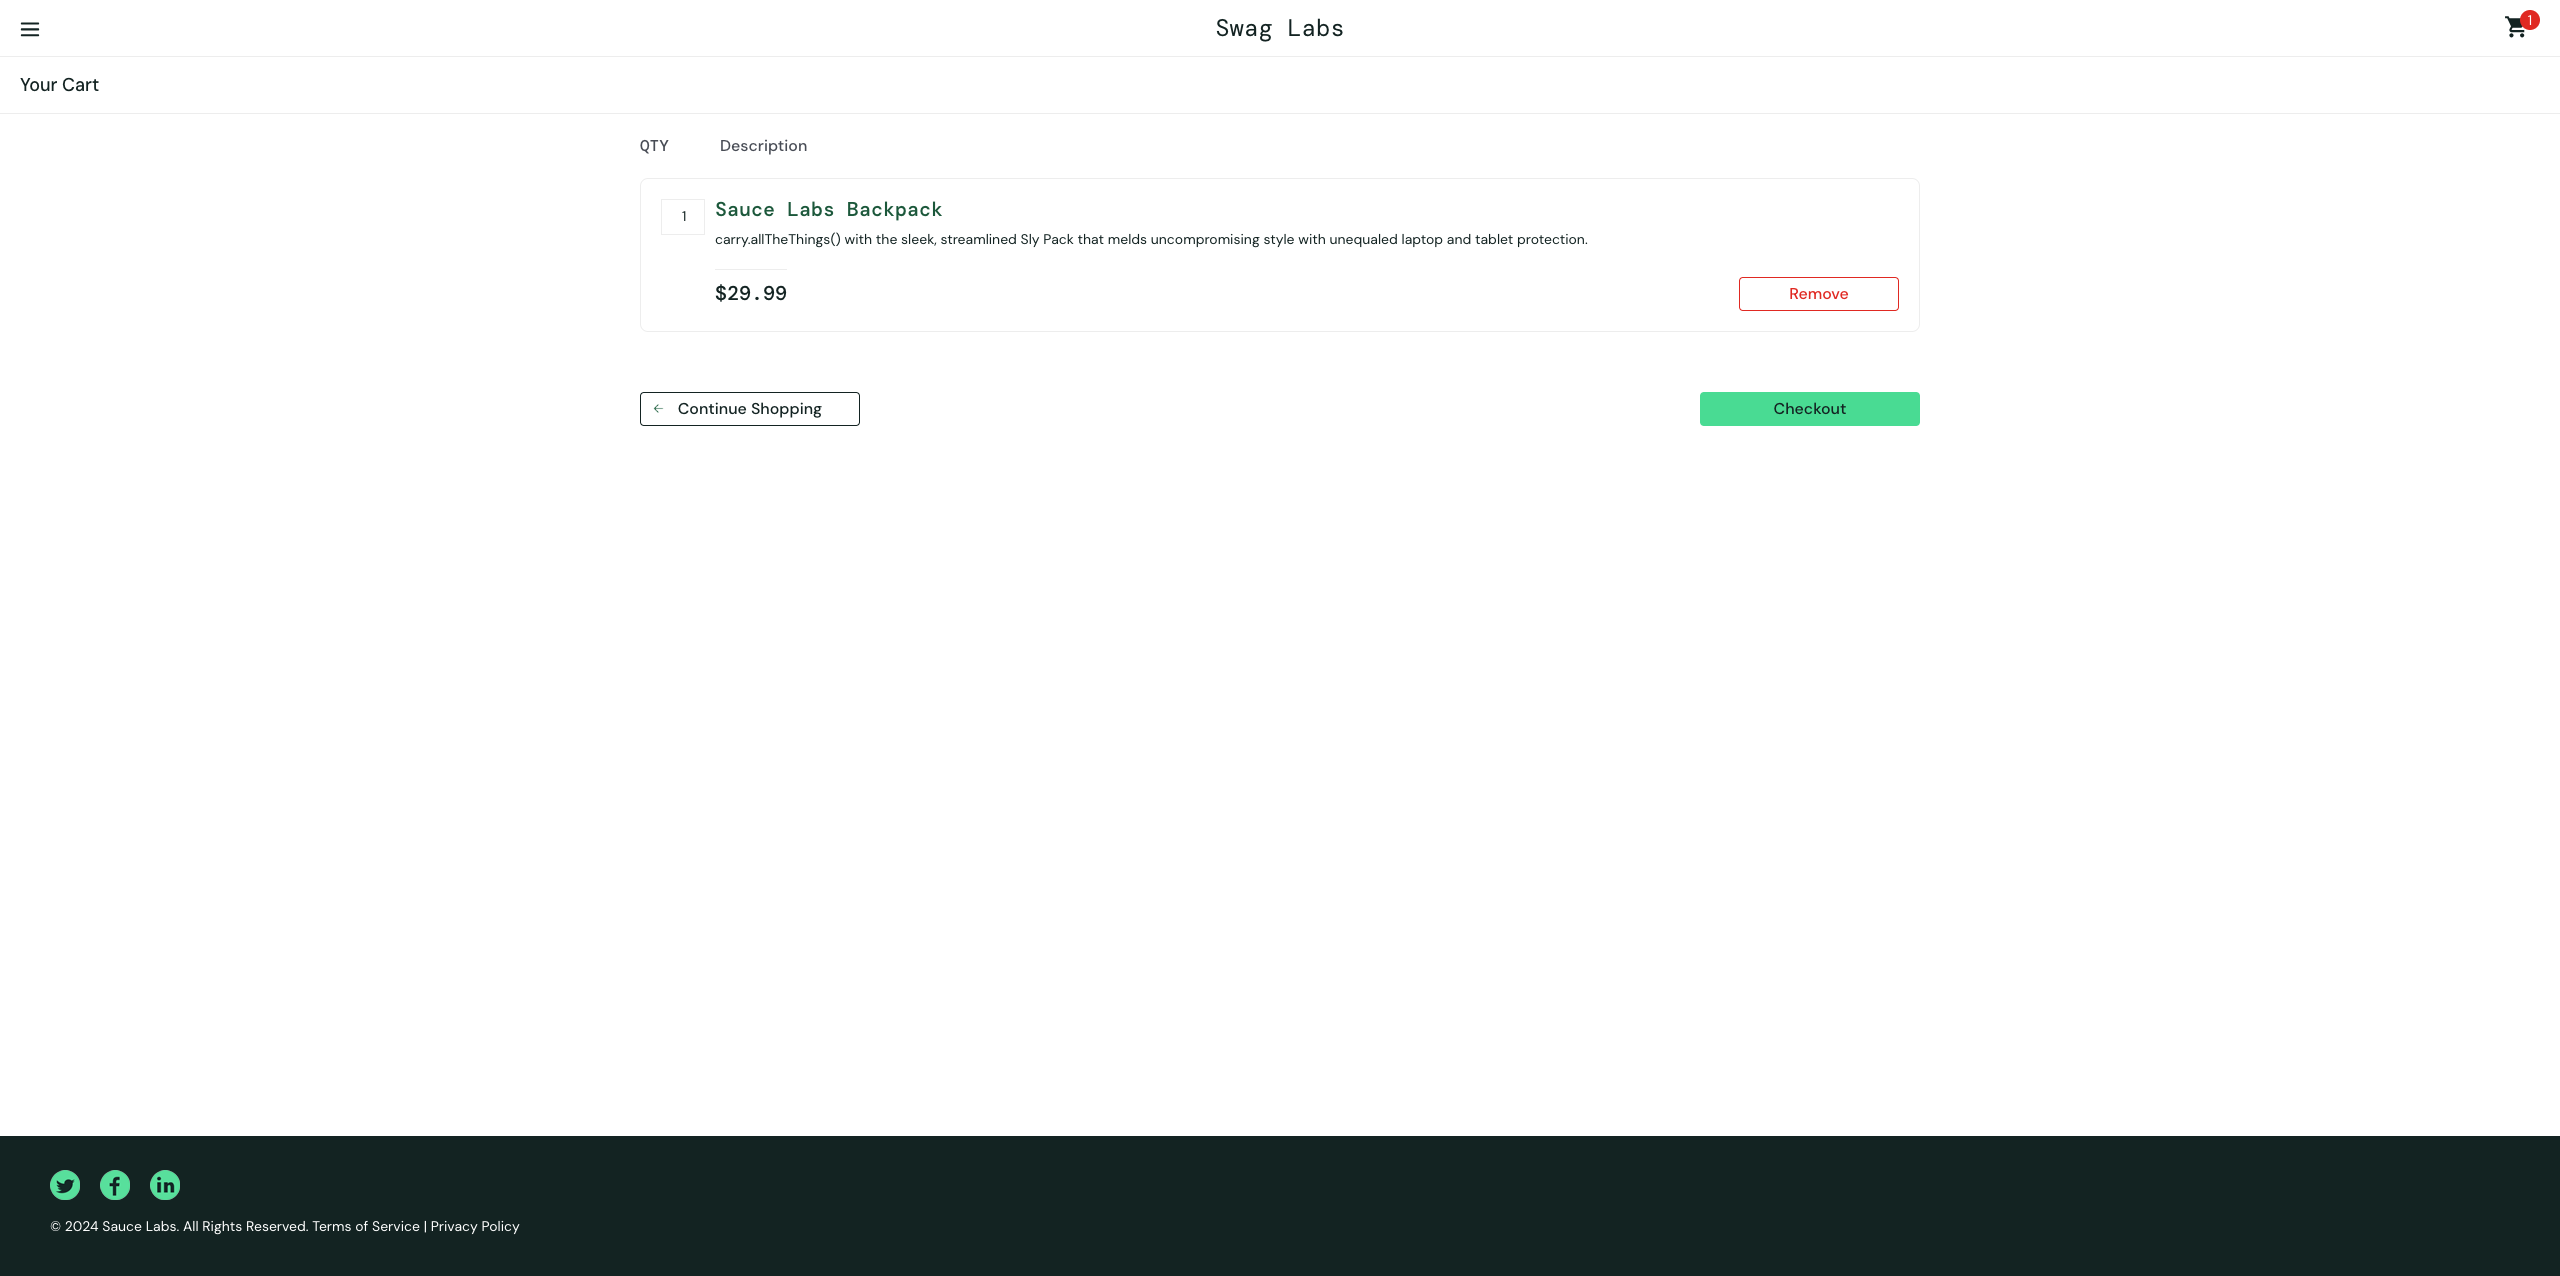 Swag Labs
1
Your Cart
QTY Description
1 Sauce Labs Backpack
carry.allTheThings() with the sleek, streamlined Sly Pack that melds uncompromising style with unequaled laptop and tablet protection.
$29.99 Remove
Continue Shopping Checkout
© 2024 Sauce Labs. All Rights Reserved. Terms of Service | Privacy Policy